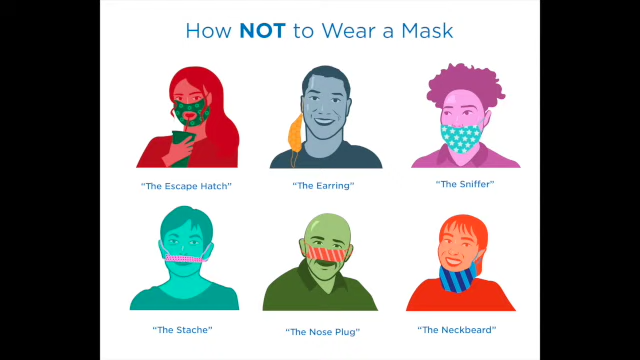 How NOT to Wear a Mask
"The Escape Hatch"
"The Earring"
"The Sniffer"
"The Stache"
"The Nose Plug"
"The Neckbeard"